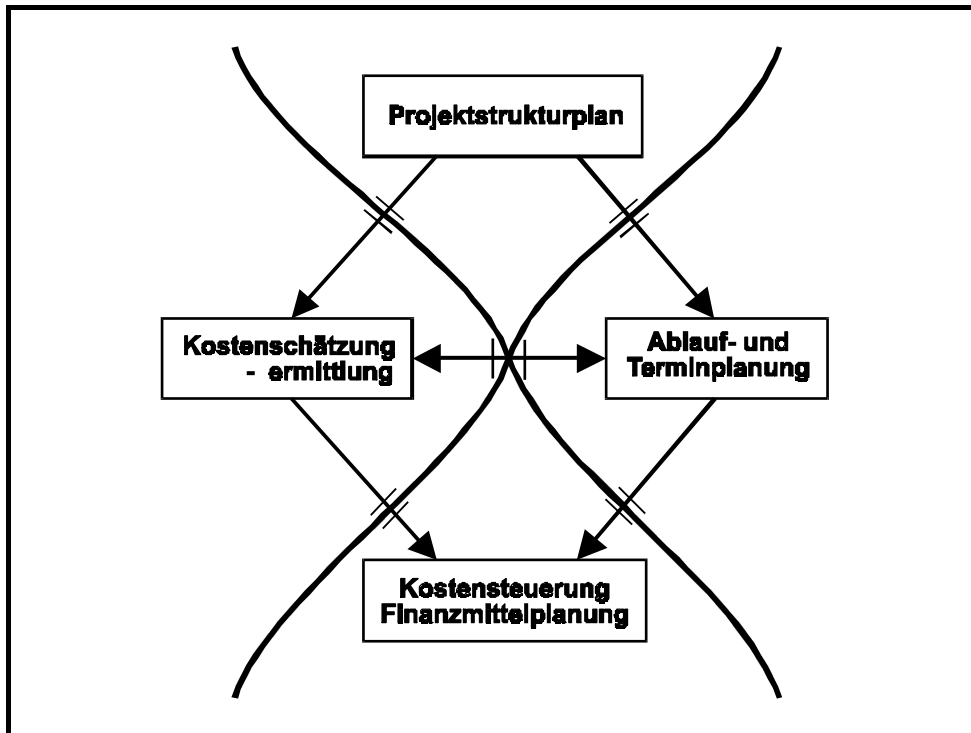 Projektstrukturplan
Kostenschätzung
- ermittlung
Ablauf- und
Terminplanung
Kostensteuerung
Finanzmittelplanung